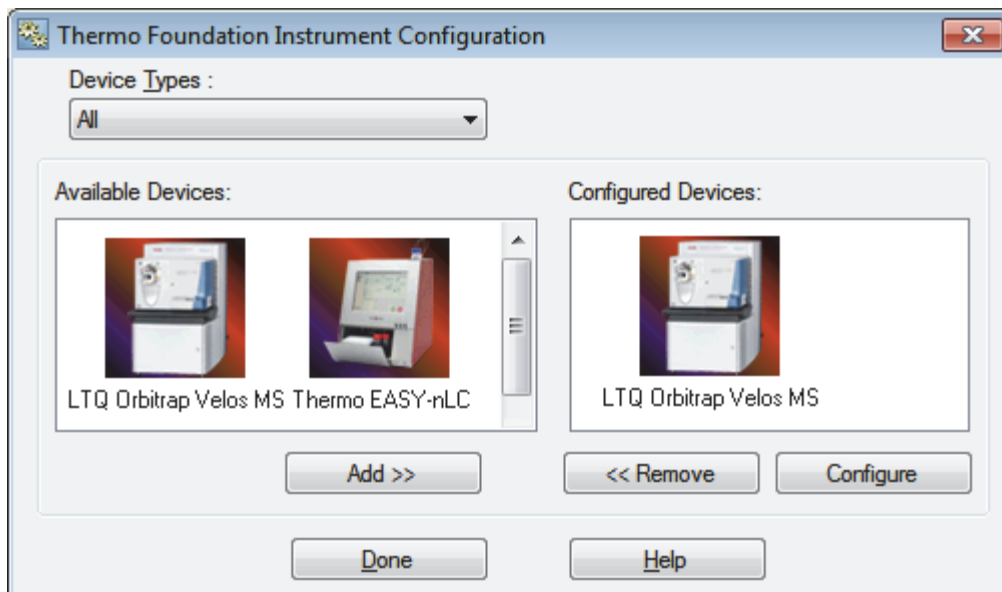 Thermo Foundation Instrument Configuration
Device Types :
All
Available Devices:
Configured Devices:
LTQ Orbitrap Velos MS
Thermo EASY-nLC
LTQ Orbitrap Velos MS
Add >>
<< Remove
Configure
Done
Help